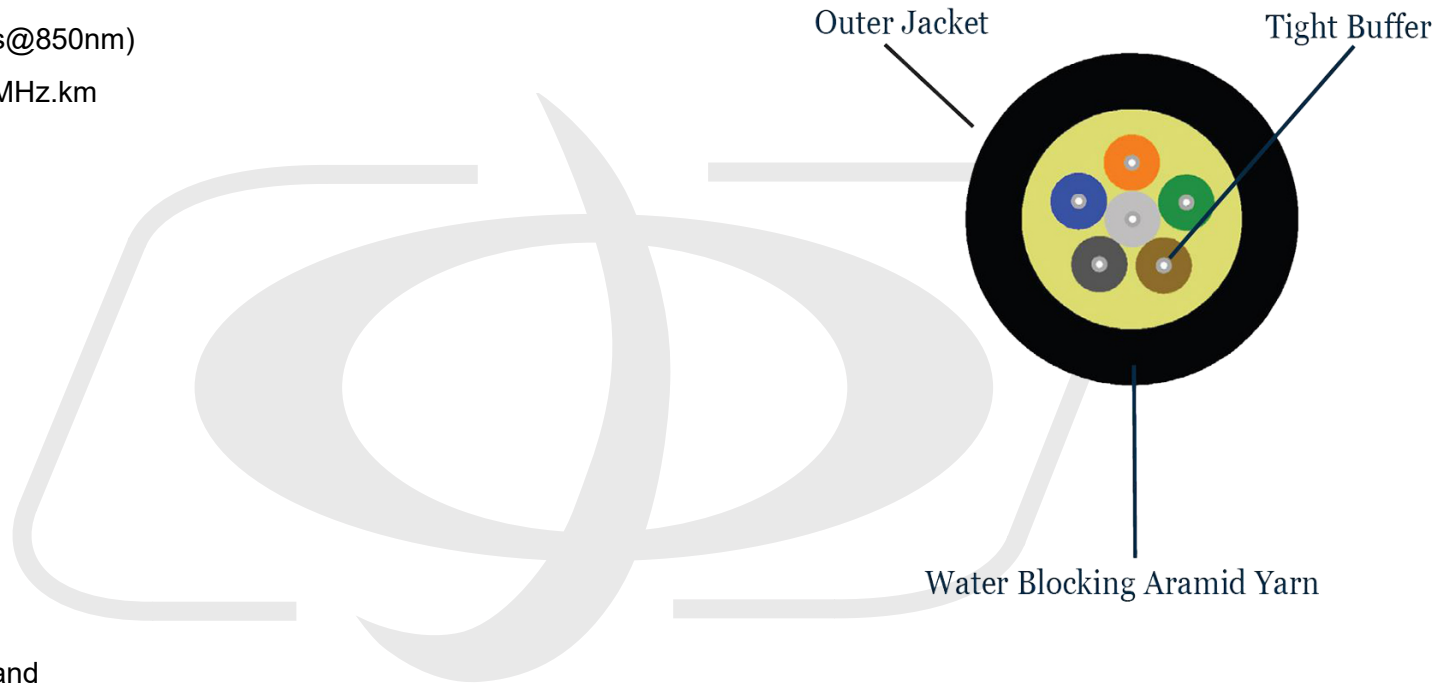 s@850nm)
MHz.km
Outer Jacket
Tight Buffer
Water Blocking Aramid Yarn
and